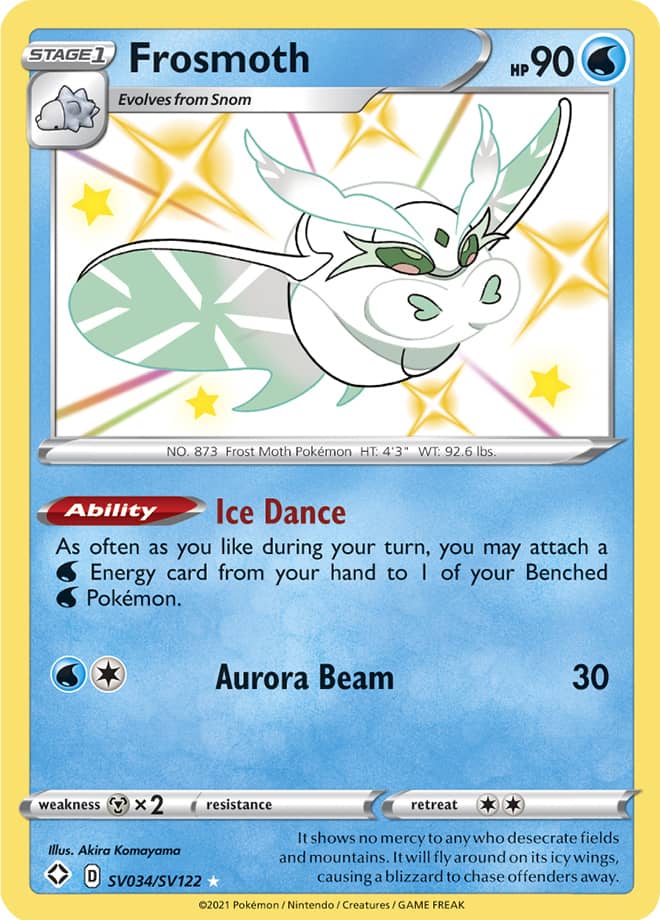 STAGE 1 Frosmoth HP 90
Evolves from Snom
NO. 873 Frost Moth Pokémon HT: 4'3" WT: 92.6 lbs.
Ability Ice Dance
As often as you like during your turn, you may attach a
Energy card from your hand to 1 of your Benched
Pokémon.
Aurora Beam 30
weakness ×2 resistance retreat
Illus. Akira Komayama
It shows no mercy to any who desecrate fields
and mountains. It will fly around on its icy wings,
causing a blizzard to chase offenders away.
D SV034/SV122
©2021 Pokémon / Nintendo / Creatures / GAME FREAK